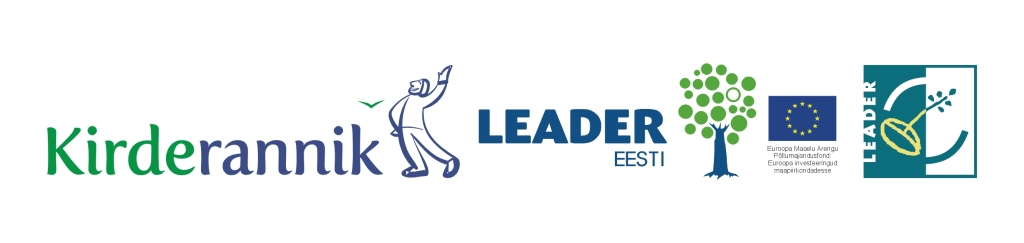 Kirderannik
LEADER
EESTI
Euroopa Maaelu Arengu
Põllumajandusfond:
Euroopa investeeringud
maapiirkondadesse
LEADER